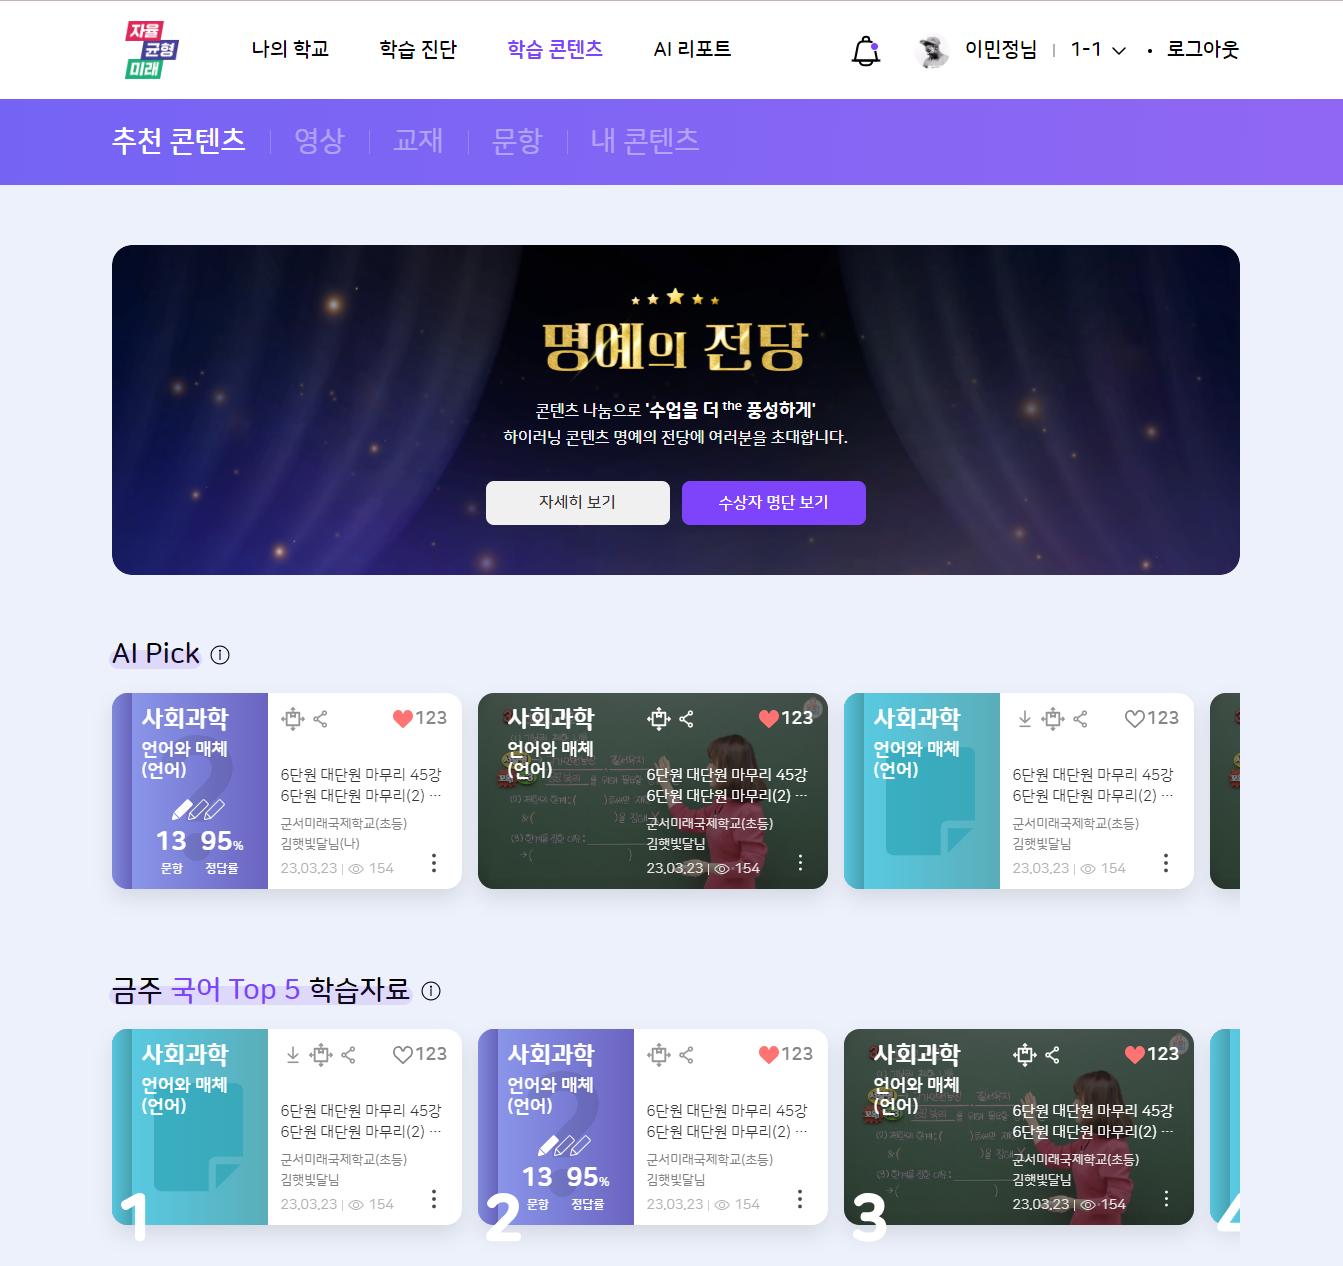 자율
균형
미래
나의 학교
학습 진단
학습 콘텐츠
AI 리포트
이민정님
1-1
로그아웃
추천 콘텐츠
영상
교재
문항
내 콘텐츠
명예의 전당
콘텐츠 나눔으로 '수업을 더 the 풍성하게'
하이러닝 콘텐츠 명예의 전당에 여러분을 초대합니다.
자세히 보기
수상자 명단 보기
AI Pick
사회과학
언어와 매체
(언어)
13 95%
문항 정답률
123
6단원 대단원 마무리 45강
6단원 대단원 마무리(2) ···
군서미래국제학교(초등)
김햇빛달님(나)
23.03.23 | 154
사회과학
언어와 매체
(언어)
123
6단원 대단원 마무리 45강
6단원 대단원 마무리(2) ···
군서미래국제학교(초등)
김햇빛달님
23.03.23 | 154
사회과학
언어와 매체
(언어)
123
6단원 대단원 마무리 45강
6단원 대단원 마무리(2) ···
군서미래국제학교(초등)
김햇빛달님
23.03.23 | 154
금주 국어 Top 5 학습자료
사회과학
언어와 매체
(언어)
1
123
6단원 대단원 마무리 45강
6단원 대단원 마무리(2) ···
군서미래국제학교(초등)
김햇빛달님
23.03.23 | 154
사회과학
언어와 매체
(언어)
13 95%
문항 정답률
2
123
6단원 대단원 마무리 45강
6단원 대단원 마무리(2) ···
군서미래국제학교(초등)
김햇빛달님
23.03.23 | 154
사회과학
언어와 매체
(언어)
3
123
6단원 대단원 마무리 45강
6단원 대단원 마무리(2) ···
군서미래국제학교(초등)
김햇빛달님
23.03.23 | 154
4